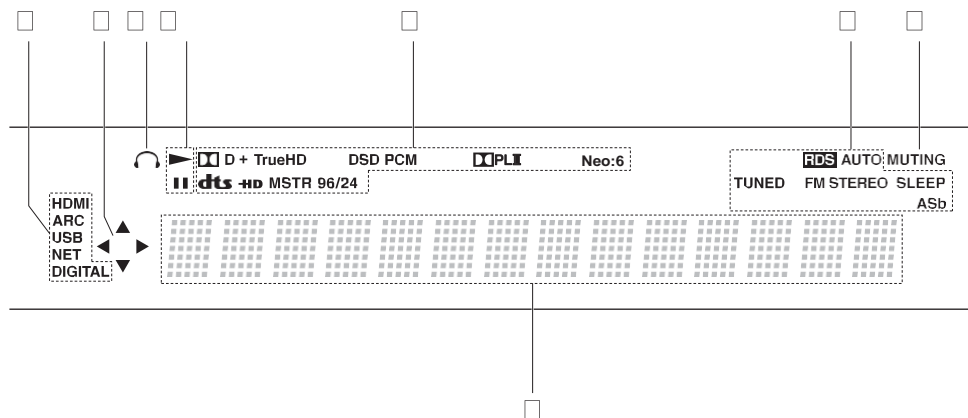 D + TrueHD DSD PCM PLII Neo:6
dts -HD MSTR 96/24
RDS AUTO MUTING
TUNED FM STEREO SLEEP
ASb
HDMI
ARC
USB
NET
DIGITAL